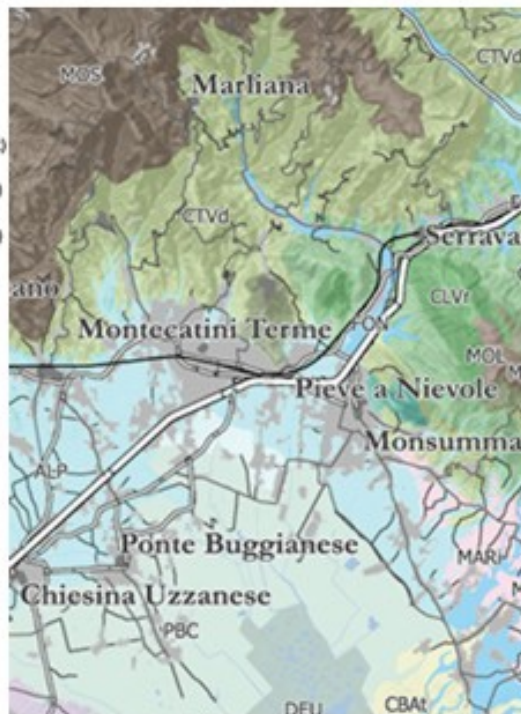 CTVd
MOS
Marliana
CTVd
Serrava
ano
CLVr
FON
Montecatini Terme
MOL
Pieve a Nievole
Monsumma
ALP
Ponte Buggianese
MARi
Chiesina Uzzanese
PBC
DEU
CBAt